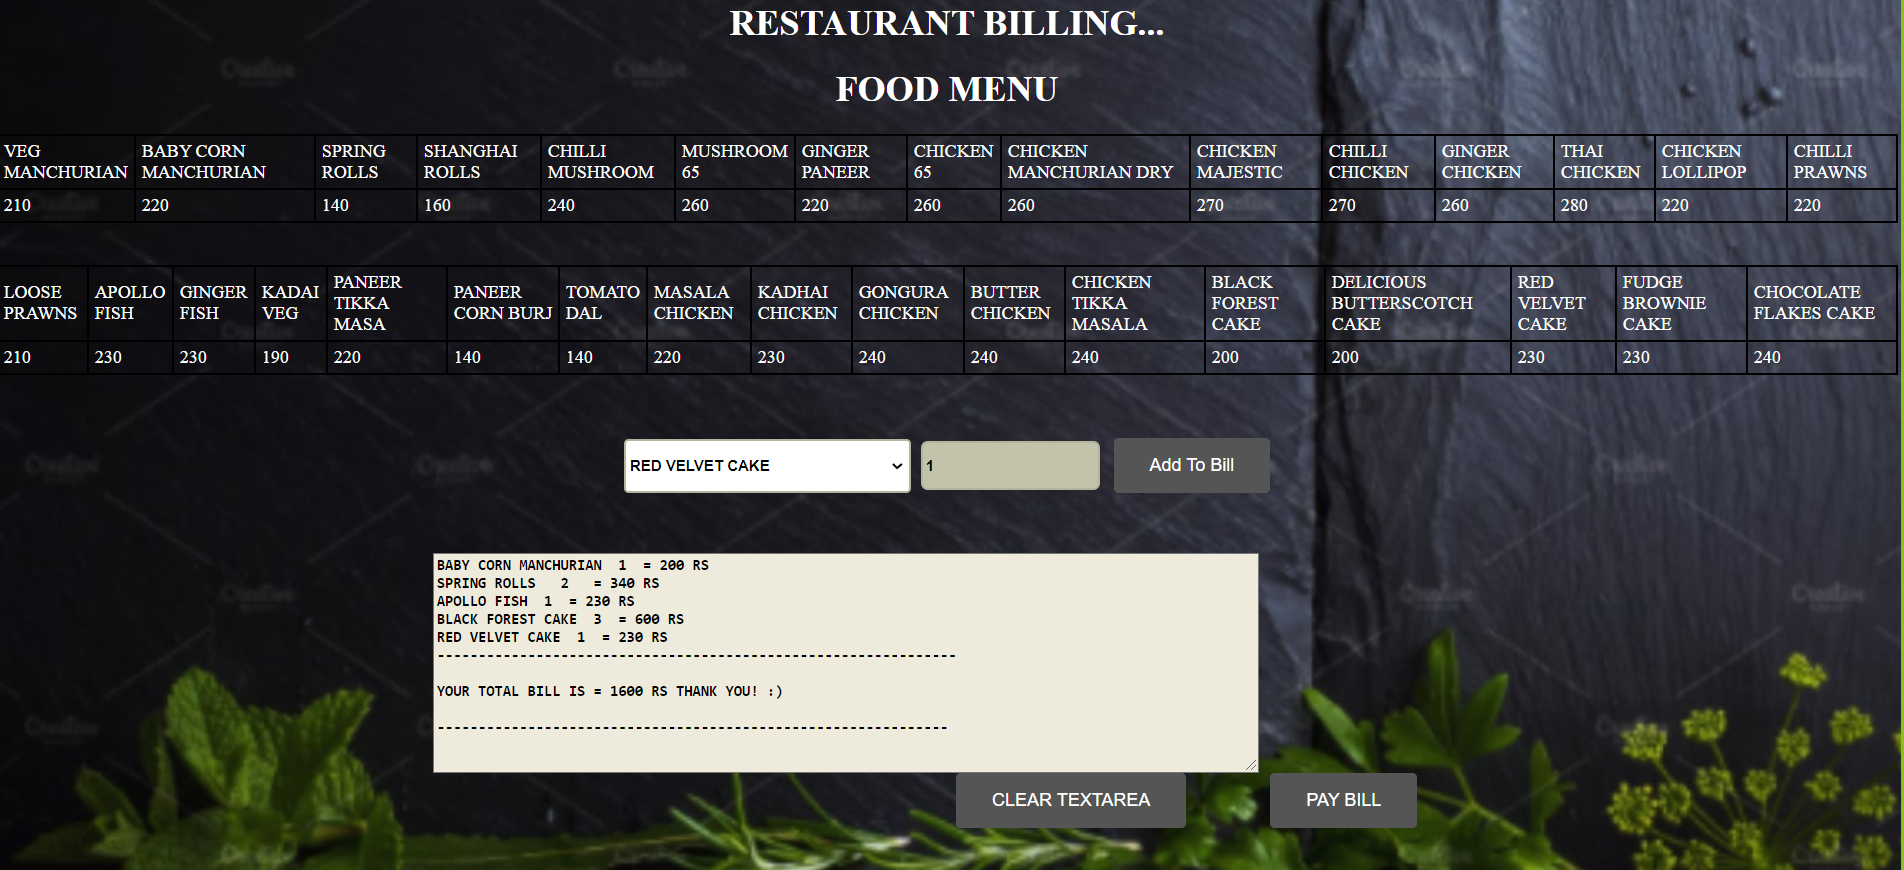 RESTAURANT BILLING...
FOOD MENU
VEG MANCHURIAN BABY CORN MANCHURIAN SPRING ROLLS SHANGHAI ROLLS CHILLI MUSHROOM MUSHROOM 65 GINGER PANEER CHICKEN 65 CHICKEN MANCHURIAN DRY CHICKEN MAJESTIC CHILLI CHICKEN GINGER CHICKEN THAI CHICKEN CHICKEN LOLLIPOP CHILLI PRAWNS
210 220 140 160 240 260 220 260 260 270 270 260 280 220 220
LOOSE PRAWNS APOLLO FISH GINGER FISH KADAI VEG PANEER TIKKA MASA PANEER CORN BURJ TOMATO DAL MASALA CHICKEN KADHAI CHICKEN GONGURA CHICKEN BUTTER CHICKEN CHICKEN TIKKA MASALA BLACK FOREST CAKE DELICIOUS BUTTERSCOTCH CAKE RED VELVET CAKE FUDGE BROWNIE CAKE CHOCOLATE FLAKES CAKE
210 230 230 190 220 140 140 220 230 240 240 240 200 200 230 230 240
RED VELVET CAKE 1 Add To Bill
BABY CORN MANCHURIAN 1 = 200 RS
SPRING ROLLS 2 = 340 RS
APOLLO FISH 1 = 230 RS
BLACK FOREST CAKE 3 = 600 RS
RED VELVET CAKE 1 = 230 RS
---------------------------------------------------------------
YOUR TOTAL BILL IS = 1600 RS THANK YOU! :)
--------------------------------------------------------------
CLEAR TEXTAREA PAY BILL